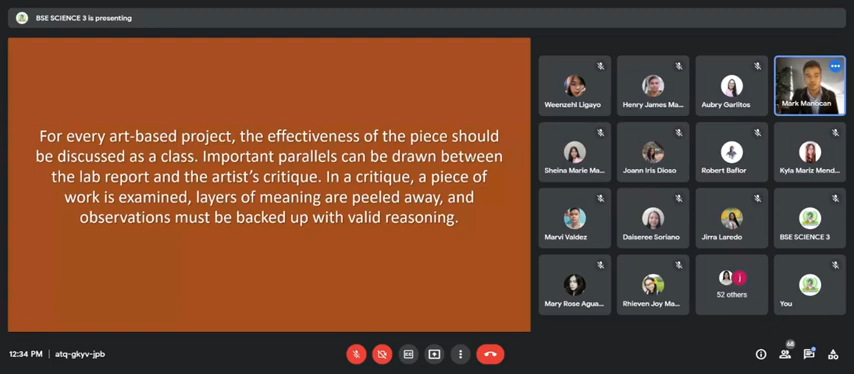 BSE SCIENCE 3 is presenting
For every art-based project, the effectiveness of the piece should
be discussed as a class. Important parallels can be drawn between
the lab report and the artist's critique. In a critique, a piece of
work is examined, layers of meaning are peeled away, and
observations must be backed up with valid reasoning.
Weenzehl Ligayo
Henry James Ma...
Aubry Garlitos
Mark Manocan
Sheina Marie Ma...
Joann Iris Dioso
Robert Baflor
Kyla Mariz Mend...
Marvi Valdez
Daiseree Soriano
Jirra Laredo
BSE SCIENCE 3
Mary Rose Agua...
Rhieven Joy Ma...
j
52 others
You
12:34 PM | atq-gkyv-jpb
68